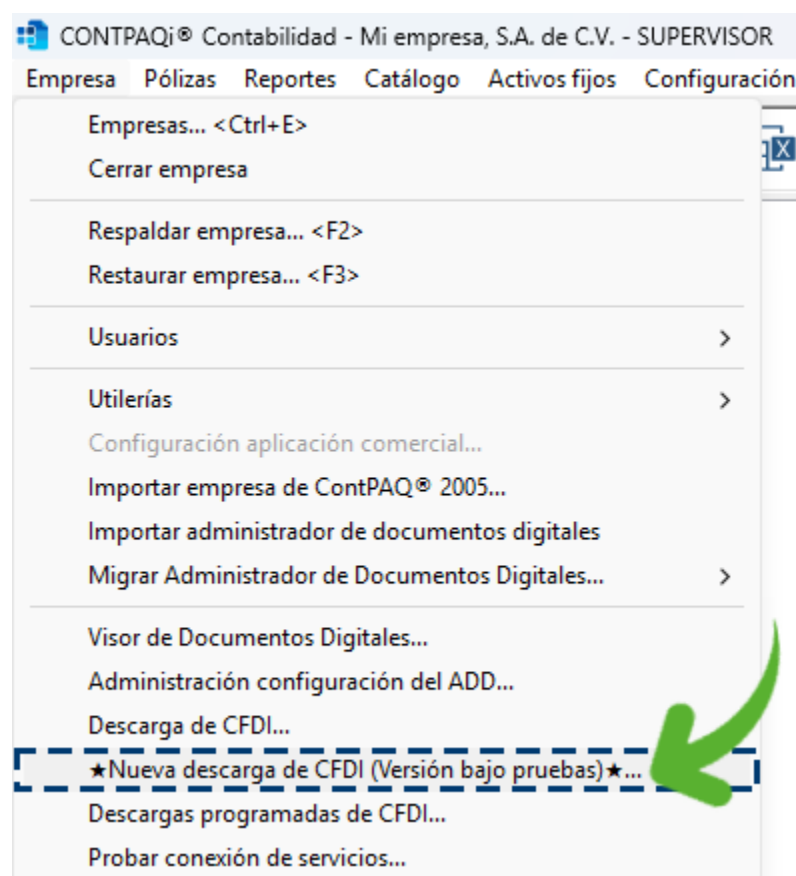 CONTPAQi® Contabilidad - Mi empresa, S.A. de C.V. - SUPERVISOR
Empresa Pólizas Reportes Catálogo Activos fijos Configuración
Empresas... <Ctrl+E>
Cerrar empresa
Respaldar empresa... <F2>
Restaurar empresa... <F3>
Usuarios
Utilerías
Configuración aplicación comercial...
Importar empresa de ContPAQ® 2005...
Importar administrador de documentos digitales
Migrar Administrador de Documentos Digitales...
Visor de Documentos Digitales...
Administración configuración del ADD...
Descarga de CFDI...
★Nueva descarga de CFDI (Versión bajo pruebas)★...
Descargas programadas de CFDI...
Probar conexión de servicios...